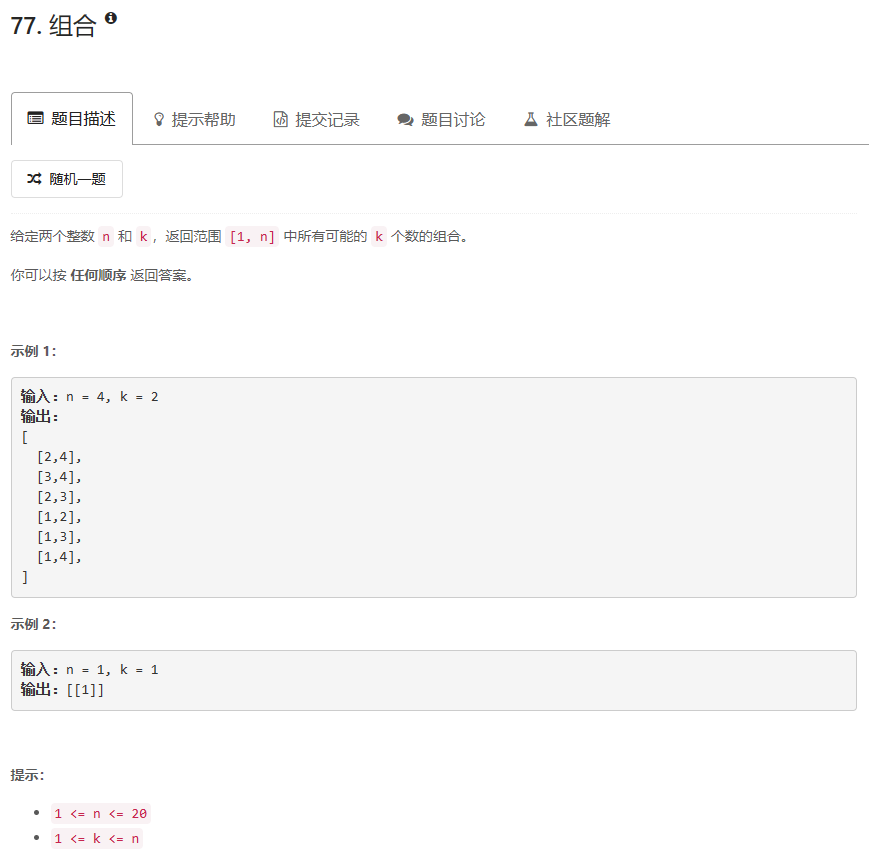 77. 组合
题目描述
提示帮助
提交记录
题目讨论
社区题解
随机一题
给定两个整数 n 和 k，返回范围 [1, n] 中所有可能的 k 个数的组合。
你可以按 任何顺序 返回答案。
示例 1：
输入：n = 4, k = 2
输出：
[
[2,4],
[3,4],
[2,3],
[1,2],
[1,3],
[1,4],
]
示例 2：
输入：n = 1, k = 1
输出：[[1]]
提示：
1 <= n <= 20
1 <= k <= n